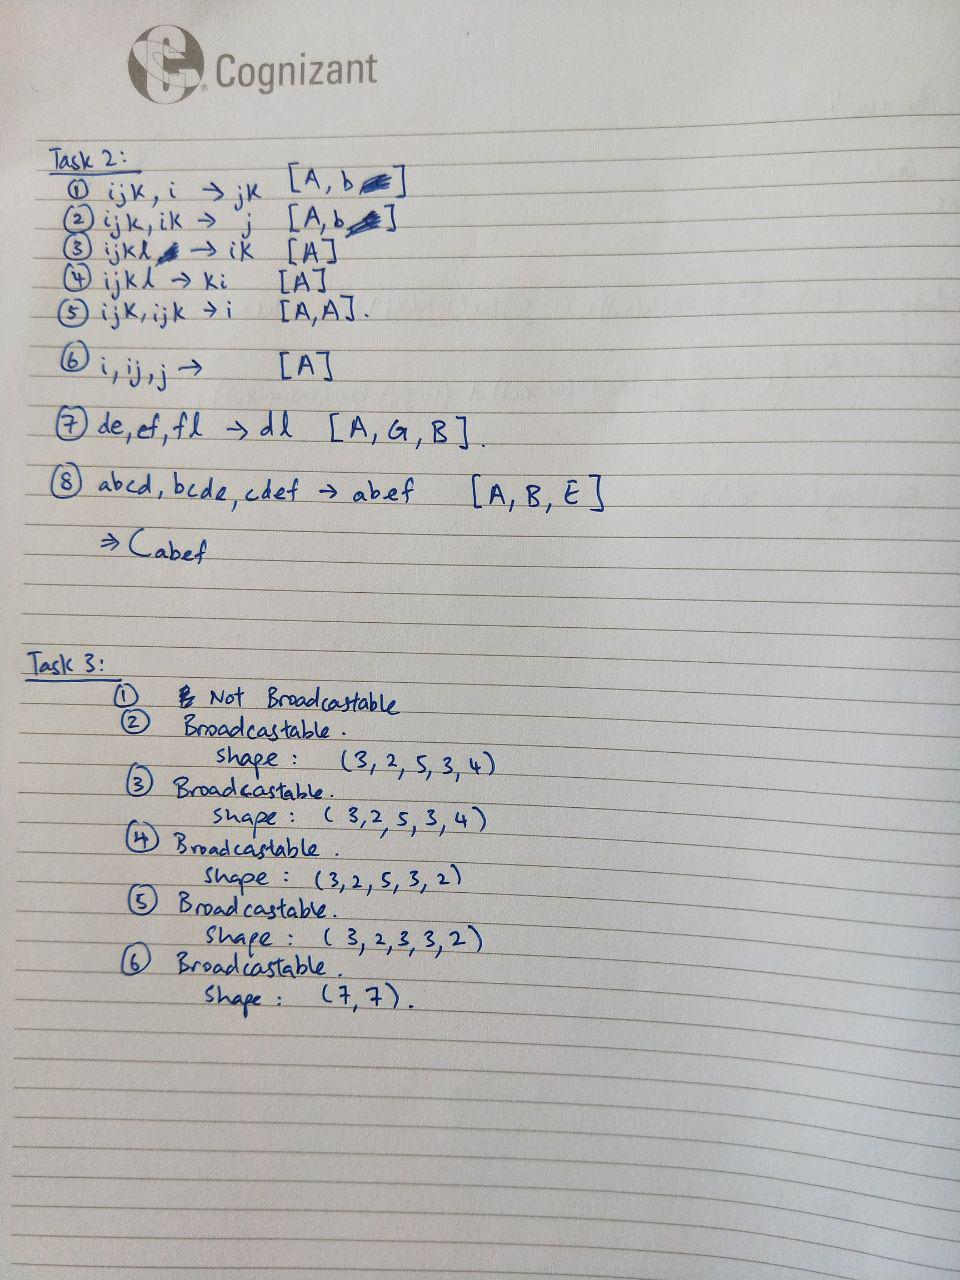 Cognizant
Task 2:
① ijk, i → jk [A, b]
② ijk, ik → j [A, b]
③ ijkl → ik [A]
④ ijkl → ki [A]
⑤ ijk, ijk → i [A, A].
⑥ i, ij, j → [A]
⑦ de, ef, fl → dl [A, G, B].
⑧ abcd, bcde, cdef → abef [A, B, E]
⇒ Cabef
Task 3:
① Not Broadcastable
② Broadcastable.
shape: (3, 2, 5, 3, 4)
③ Broadcastable.
shape: (3, 2, 5, 3, 4)
④ Broadcastable.
shape: (3, 2, 5, 3, 2)
⑤ Broadcastable.
shape: (3, 2, 3, 3, 2)
⑥ Broadcastable.
shape: (7, 7).